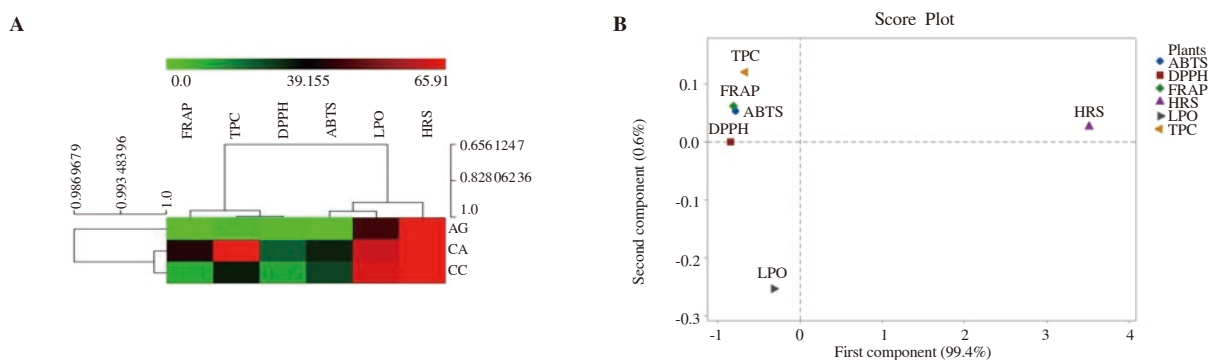 A
0.0 39.155 65.91
FRAP TPC DPPH ABTS LPO HRS
0.9869679 0.99348396 1.0
0.6561247
0.82806236
1.0
AG
CA
CC
B
Score Plot
Second component (0.6%)
0.1
0.0
-0.1
-0.2
-0.3
TPC
FRAP
ABTS
DPPH
HRS
LPO
-1 0 1 2 3 4
First component (99.4%)
Plants
ABTS
DPPH
FRAP
HRS
LPO
TPC